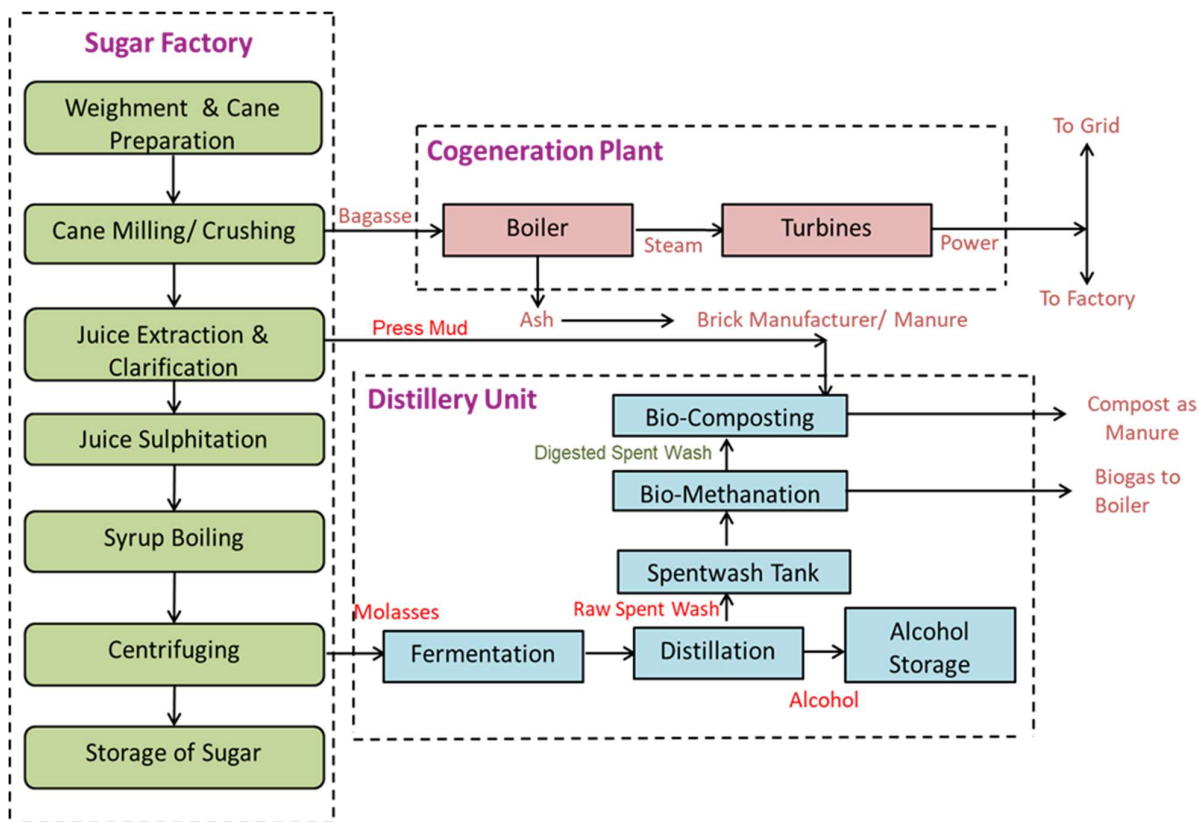 Sugar Factory
Weighment & Cane
Preparation
Cane Milling/ Crushing
Juice Extraction &
Clarification
Juice Sulphitation
Syrup Boiling
Centrifuging
Storage of Sugar
Bagasse
Cogeneration Plant
Boiler
Steam
Turbines
Power
To Grid
To Factory
Ash
Brick Manufacturer/ Manure
Press Mud
Distillery Unit
Bio-Composting
Compost as
Manure
Digested Spent Wash
Bio-Methanation
Biogas to
Boiler
Spentwash Tank
Raw Spent Wash
Molasses
Fermentation
Distillation
Alcohol
Alcohol
Storage